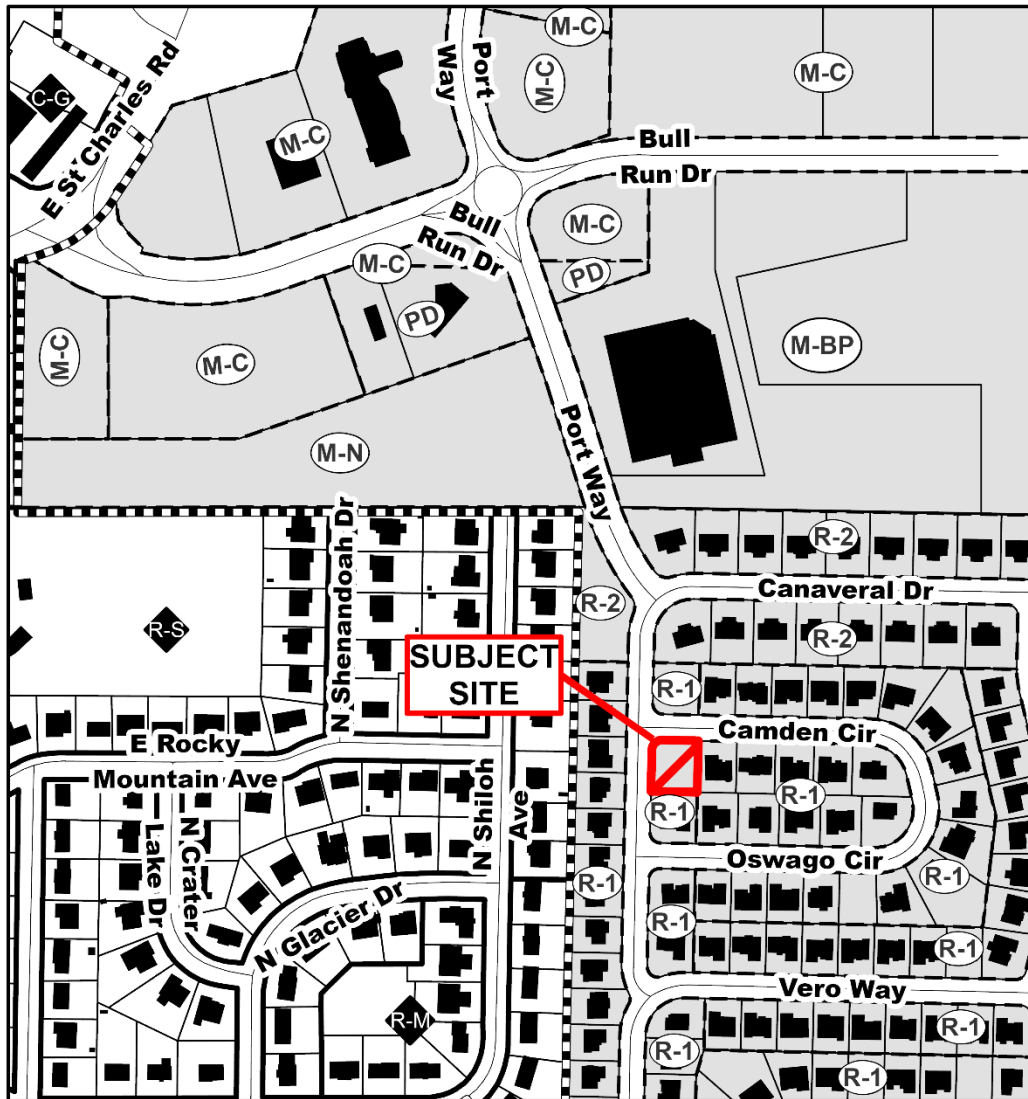 M-C
Port
Way
M-C
M-C
C-G
E St Charles Rd
M-C
Bull
Run Dr
M-C
Bull
Run Dr
M-C
PD
PD
M-C
M-C
M-BP
Port Way
M-N
N Shenandoah Dr
R-2
R-2
Canaveral Dr
R-S
R-2
SUBJECT
SITE
R-1
Camden Cir
E Rocky
Mountain Ave
N Shiloh
Ave
R-1
R-1
Lake Dr
N Crater
Oswago Cir
R-1
R-1
N Glacier Dr
R-1
R-1
Vero Way
R-M
R-1
R-1
R-1